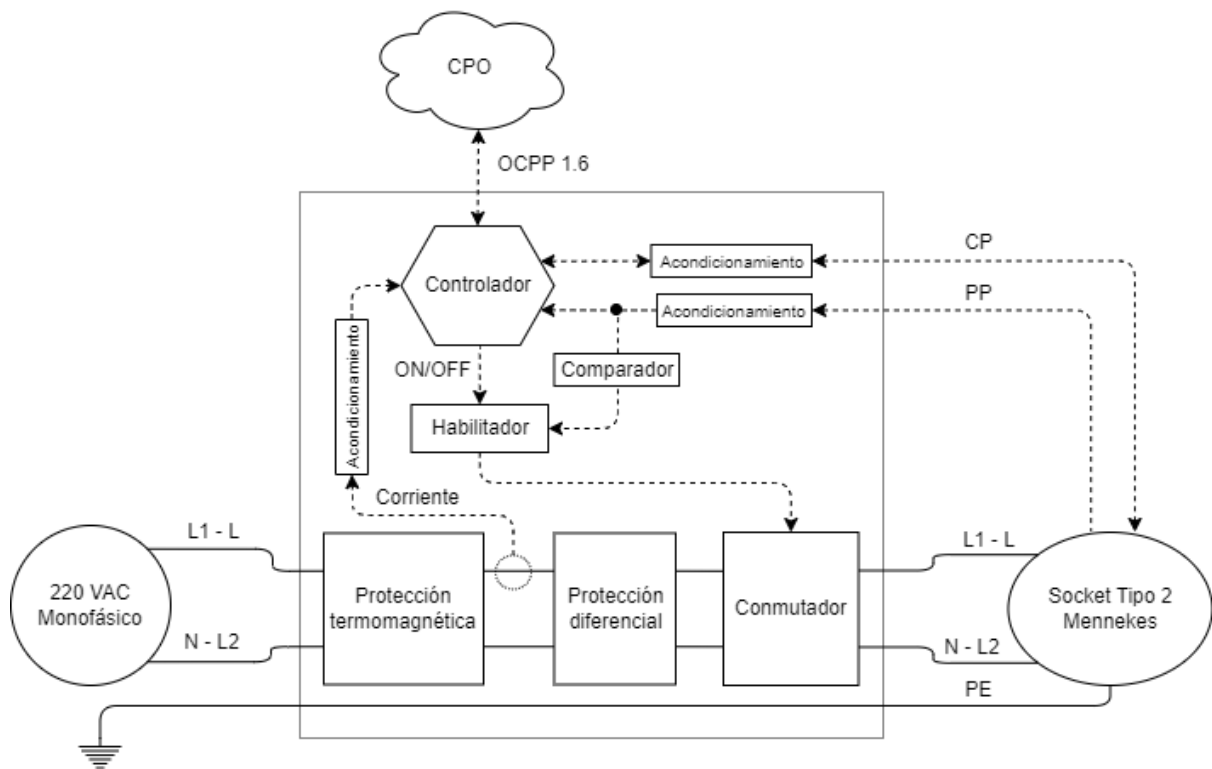 CPO
OCPP 1.6
CP
Acondicionamiento
Controlador
PP
Acondicionamiento
Acondicionamiento
ON/OFF
Comparador
Habilitador
Corriente
L1 - L
L1 - L
220 VAC
Monofásico
Protección
termomagnética
Protección
diferencial
Conmutador
Socket Tipo 2
Mennekes
N - L2
N - L2
PE